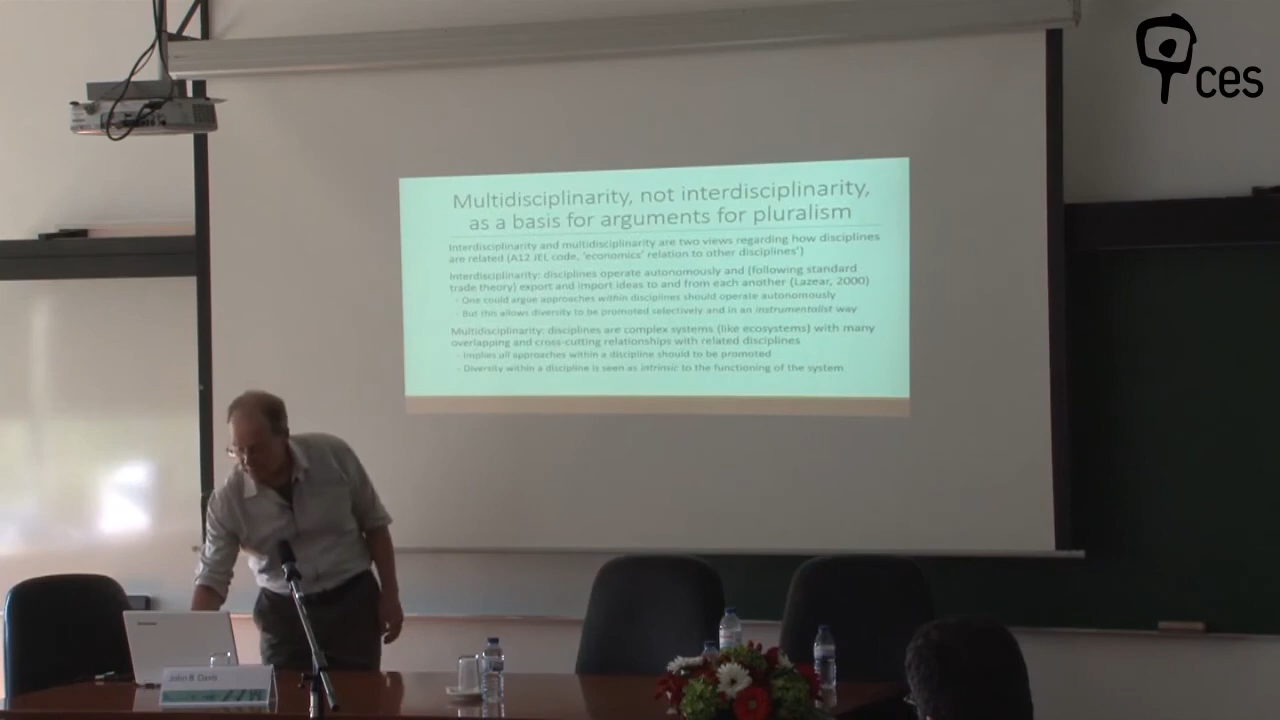 ces
Multidisciplinarity, not interdisciplinarity,
as a basis for arguments for pluralism
Interdisciplinarity and multidisciplinarity are two views regarding how disciplines
are related (A12 JEL code, 'economics' relation to other disciplines')
Interdisciplinarity: disciplines operate autonomously and (following standard
trade theory) export and import ideas to and from each another (Lazear, 2000)
- One could argue approaches within disciplines should operate autonomously
- But this allows diversity to be promoted selectively and in an instrumentalist way
Multidisciplinarity: disciplines are complex systems (like ecosystems) with many
overlapping and cross-cutting relationships with related disciplines
- Implies all approaches within a discipline should to be promoted
- Diversity within a discipline is seen as intrinsic to the functioning of the system
John B. Davis